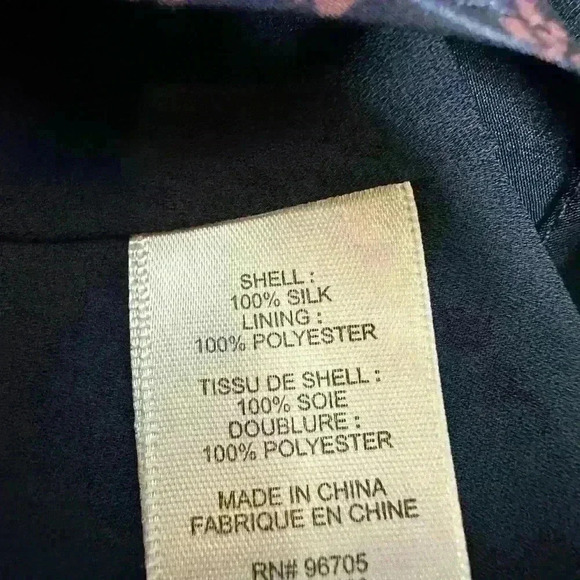 SHELL :
100% SILK
LINING :
100% POLYESTER
TISSU DE SHELL :
100% SOIE
DOUBLURE :
100% POLYESTER
MADE IN CHINA
FABRIQUE EN CHINE
RN# 96705